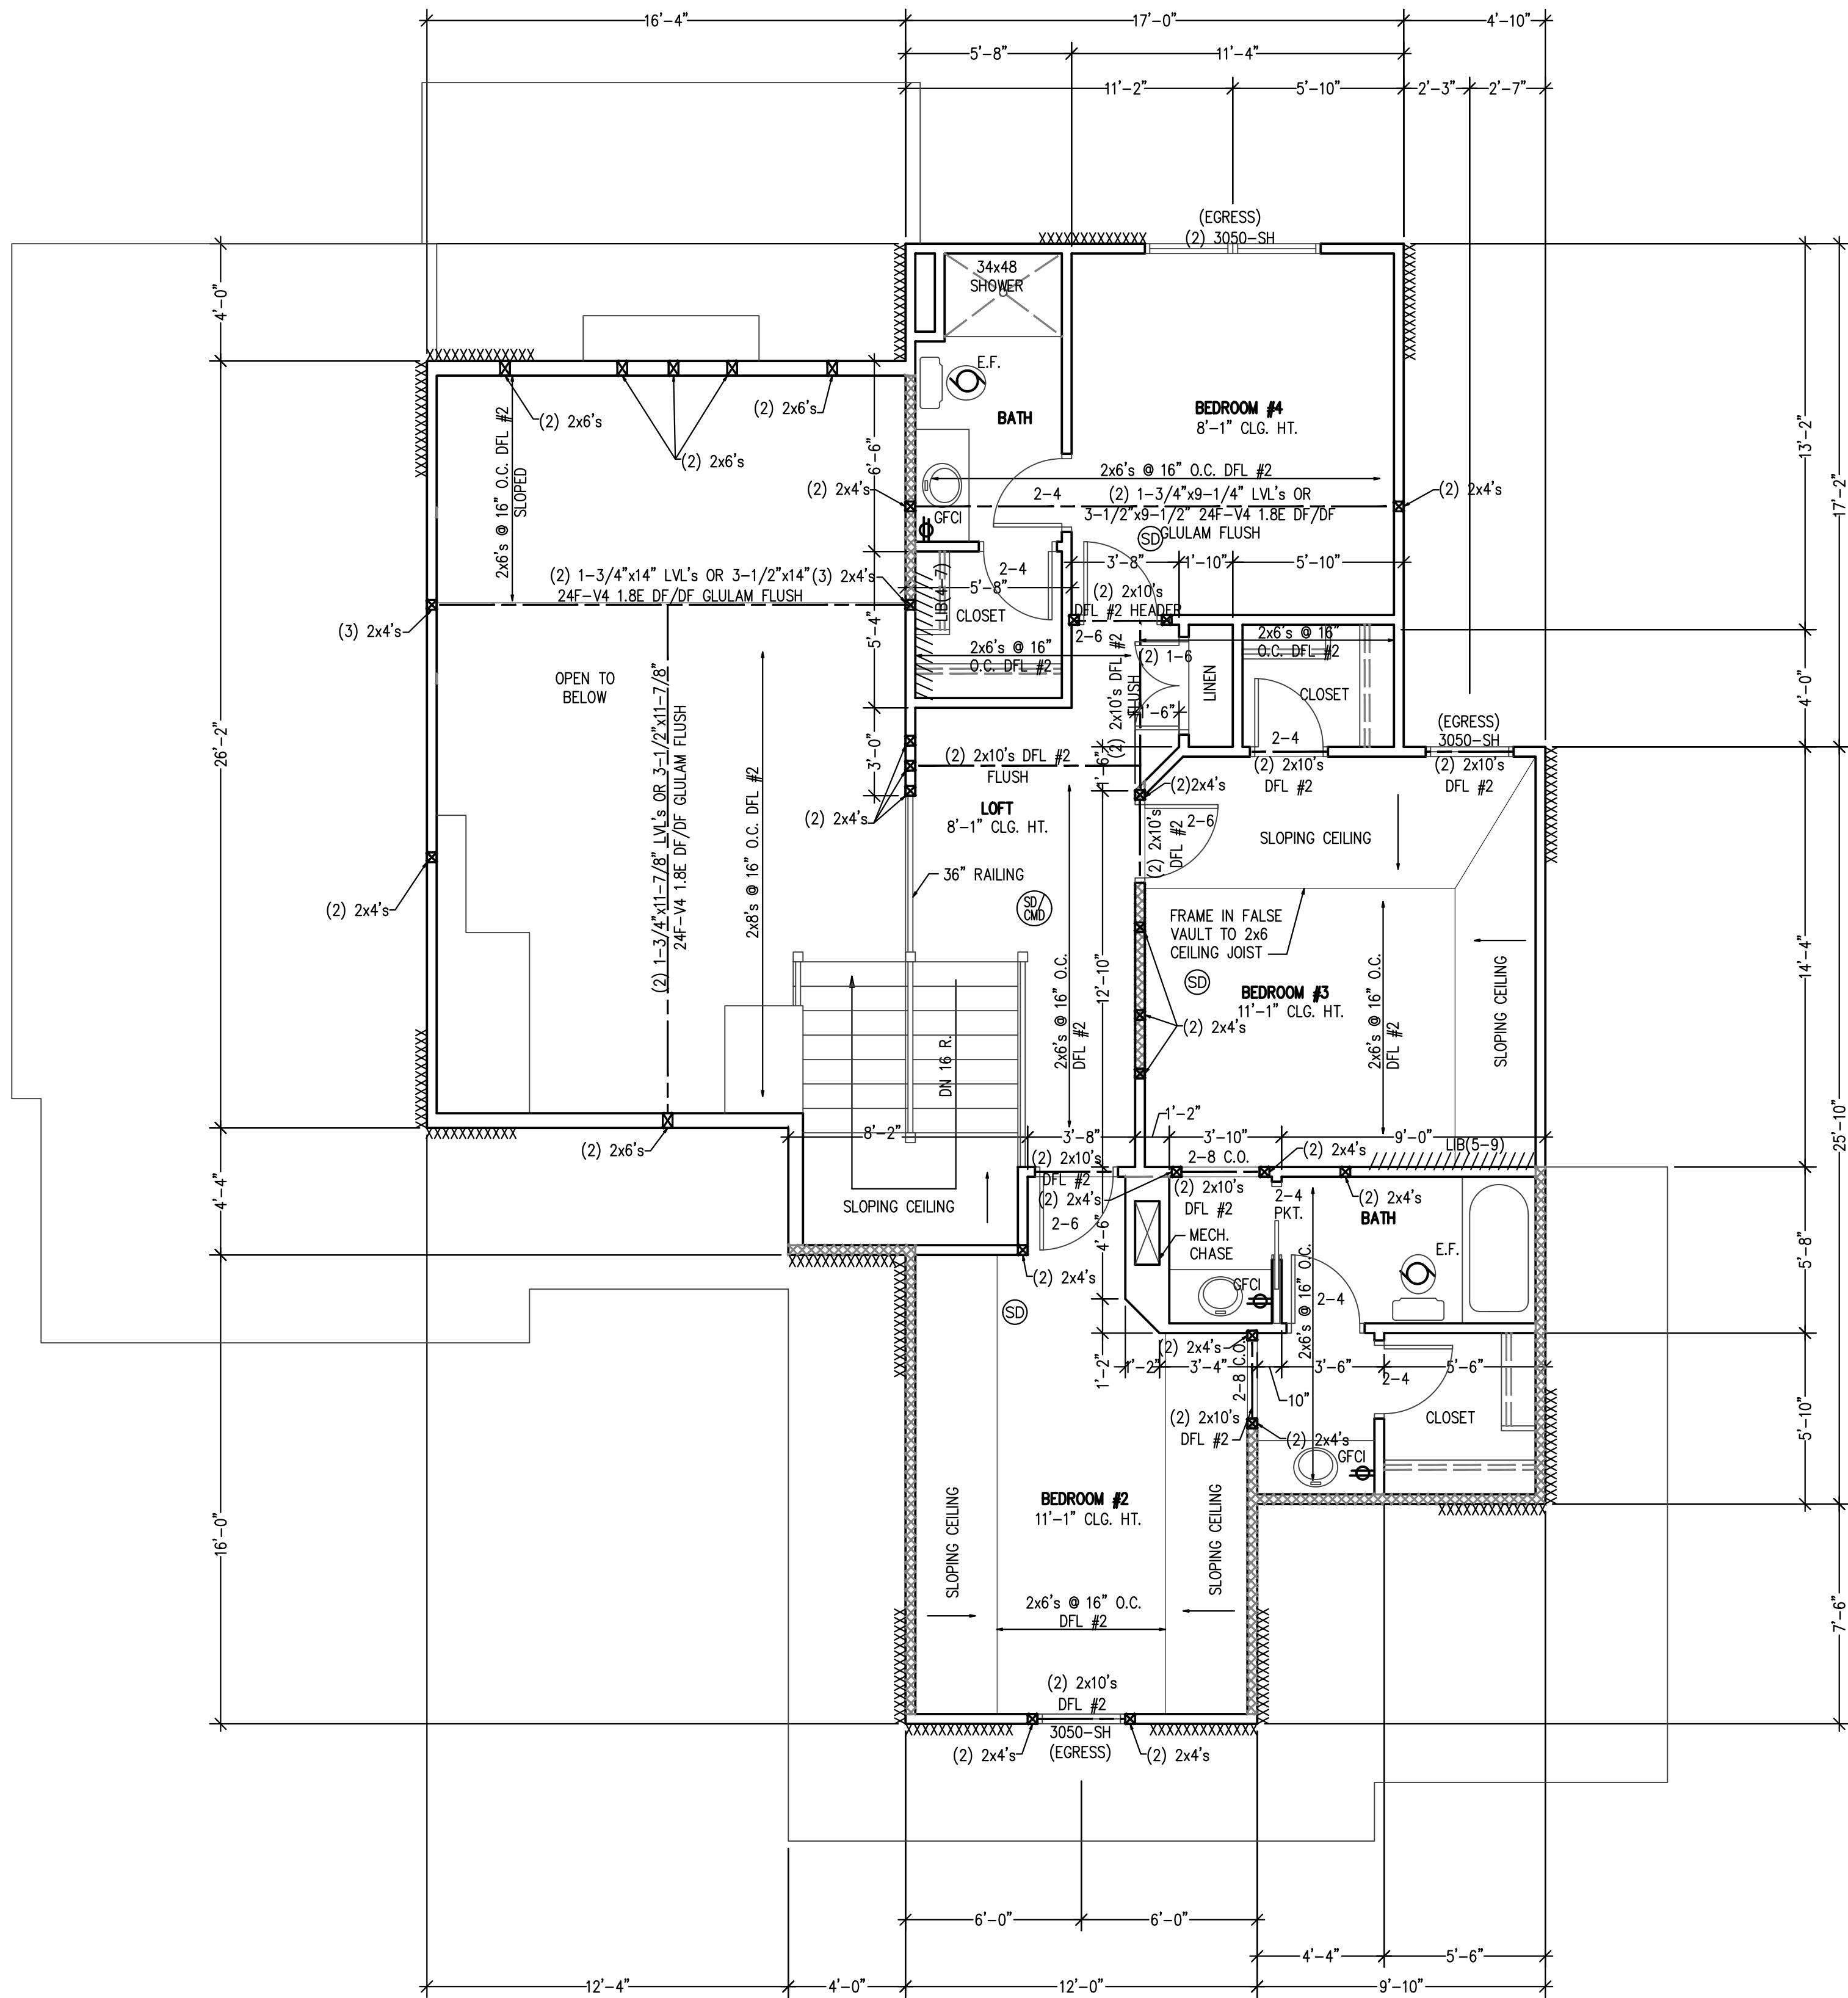 16'-4"
17'-0"
4'-10"
5'-8"
11'-4"
11'-2"
5'-10"
2'-3"
2'-7"
(EGRESS)
(2) 3050-SH
34x48
SHOWER
4'-0"
E.F.
BATH
BEDROOM #4
8'-1" CLG. HT.
13'-2"
17'-2"
(2) 2x6's
(2) 2x6's
(2) 2x6's
2x6's @ 16" O.C. DFL #2
SLOPED
6'-6"
2x6's @ 16" O.C. DFL #2
(2) 2x4's
2-4
(2) 1-3/4"x9-1/4" LVL's OR
3-1/2"x9-1/2" 24F-V4 1.8E DF/DF
GLULAM FLUSH
(2) 2x4's
GFCI
SD
3'-8"
1'-10"
5'-10"
2-4
5'-8"
(2) 1-3/4"x14" LVL's OR 3-1/2"x14"
24F-V4 1.8E DF/DF GLULAM FLUSH
(3) 2x4's
LIB(4-7)
CLOSET
(2) 2x10's
DFL #2 HEADER
(3) 2x4's
5'-4"
2-6
2x6's @ 16"
O.C. DFL #2
(2) 1-6
2x6's @ 16"
O.C. DFL #2
OPEN TO
BELOW
(2) 2x10's DFL #2
FLUSH
1'-6"
LINEN
CLOSET
4'-0"
26'-2"
(2) 1-3/4"x11-7/8" LVL's OR 3-1/2"x11-7/8"
24F-V4 1.8E DF/DF GLULAM FLUSH
2x8's @ 16" O.C. DFL #2
3'-0"
(2) 2x10's DFL #2
FLUSH
1'-6"
2-4
(2) 2x10's
DFL #2
(EGRESS)
3050-SH
(2) 2x10's
DFL #2
(2) 2x4's
LOFT
8'-1" CLG. HT.
(2)2x4's
(2) 2x10's
DFL #2
2-6
SLOPING CEILING
36" RAILING
SD/
CMD
(2) 2x4's
FRAME IN FALSE
VAULT TO 2x6
CEILING JOIST
2x6's @ 16" O.C.
DFL #2
12'-10"
SD
BEDROOM #3
11'-1" CLG. HT.
(2) 2x4's
2x6's @ 16" O.C.
DFL #2
SLOPING CEILING
14'-4"
25'-10"
DN 16 R.
8'-2"
3'-8"
1'-2"
3'-10"
9'-0"
(2) 2x6's
(2) 2x10's
DFL #2
(2) 2x4's
2-8 C.O.
(2) 2x4's
LIB(5-9)
(2) 2x10's
DFL #2
2-4
PKT.
(2) 2x4's
BATH
4'-4"
SLOPING CEILING
2-6
4'-6"
MECH.
CHASE
E.F.
5'-8"
(2) 2x4's
GFCI
2x6's @ 16" O.C.
2-4
SD
(2) 2x4's
1'-2"
1'-2"
3'-4"
2-8 C.O.
10"
3'-6"
2-4
5'-6"
(2) 2x10's
DFL #2
(2) 2x4's
CLOSET
5'-10"
GFCI
16'-0"
SLOPING CEILING
BEDROOM #2
11'-1" CLG. HT.
SLOPING CEILING
2x6's @ 16" O.C.
DFL #2
7'-6"
(2) 2x10's
DFL #2
3050-SH
(EGRESS)
(2) 2x4's
(2) 2x4's
6'-0"
6'-0"
4'-4"
5'-6"
12'-4"
4'-0"
12'-0"
9'-10"